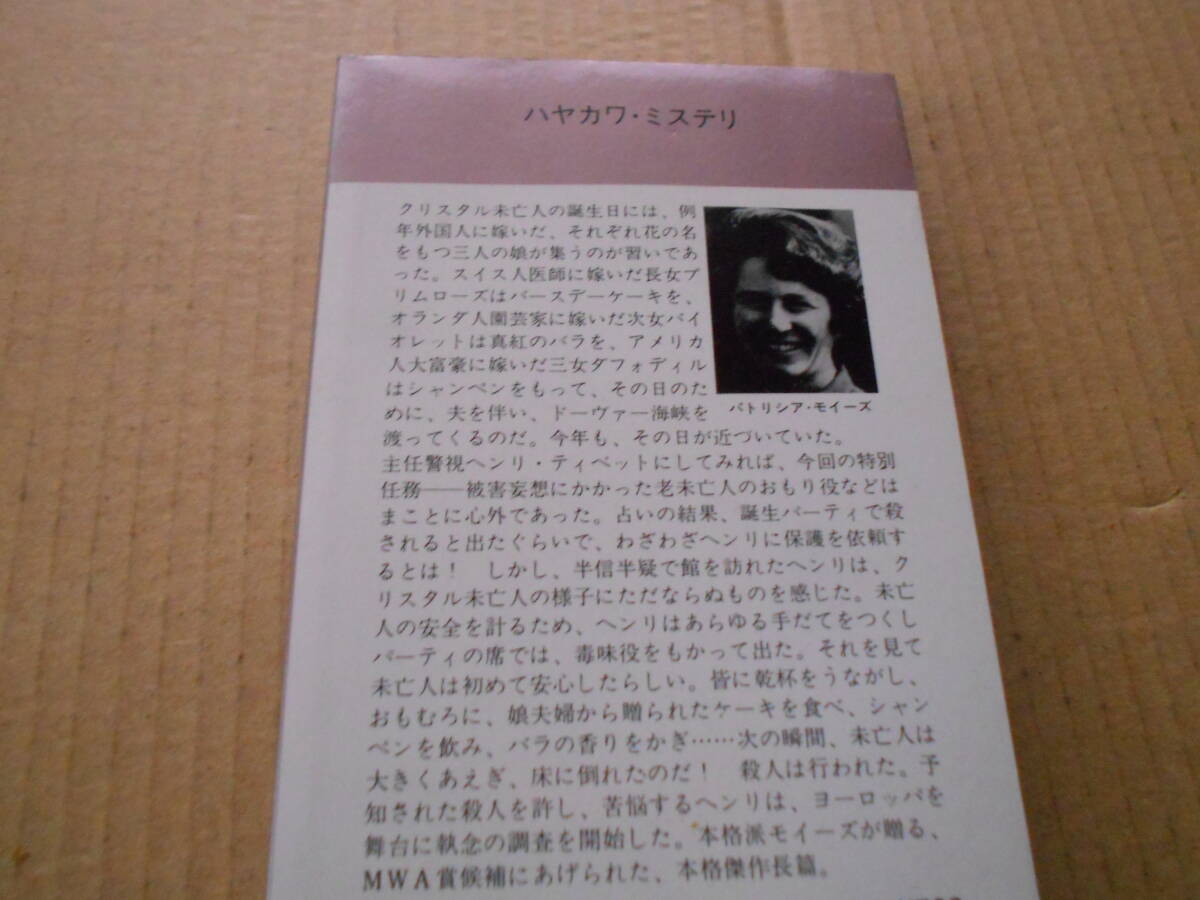 ハヤカワ・ミステリ
クリスタル未亡人の誕生日には、例
年外国人に嫁いだ、それぞれ花の名
をもつ三人の娘が集うのが習いであ
った。スイス人医師に嫁いだ長女プ
リムローズはバースデーケーキを、
オランダ人園芸家に嫁いだ次女バイ
オレットは真紅のバラを、アメリカ
人大富豪に嫁いだ三女ダフォディル
はシャンペンをもって、その日のた
めに、夫を伴い、ドーヴァー海峡を
渡ってくるのだ。今年も、その日が近づいていた。
パトリシア・モイーズ
主任警視ヘンリ・ティベットにしてみれば、今回の特別
任務――被害妄想にかかった老未亡人のおもり役などは
まことに心外であった。占いの結果、誕生パーティで殺
されると出たぐらいで、わざわざヘンリに保護を依頼す
るとは！　しかし、半信半疑で館を訪れたヘンリは、ク
リスタル未亡人の様子にただならぬものを感じた。未亡
人の安全を計るため、ヘンリはあらゆる手だてをつくし
パーティの席では、毒味役をもかって出た。それを見て
未亡人は初めて安心したらしい。皆に乾杯をうながし、
おもむろに、娘夫婦から贈られたケーキを食べ、シャン
ペンを飲み、バラの香りをかぎ……次の瞬間、未亡人は
大きくあえぎ、床に倒れたのだ！　殺人は行われた。予
知された殺人を許し、苦悩するヘンリは、ヨーロッパを
舞台に執念の調査を開始した。本格派モイーズが贈る、
MWA賞候補にあげられた、本格傑作長篇。